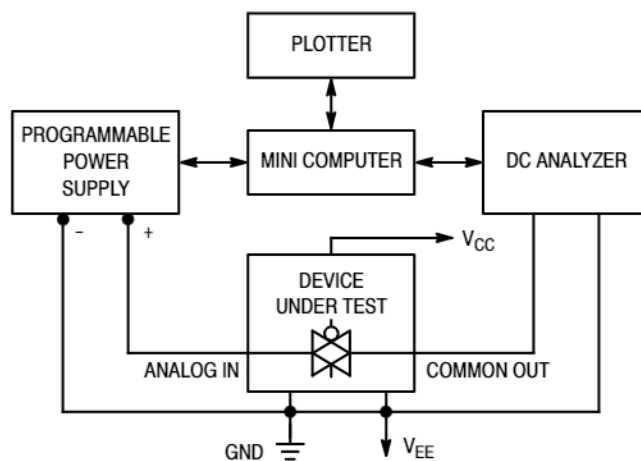 PLOTTER
PROGRAMMABLE
POWER
SUPPLY
MINI COMPUTER
DC ANALYZER
– +
V_CC
DEVICE
UNDER TEST
ANALOG IN
COMMON OUT
GND
V_EE